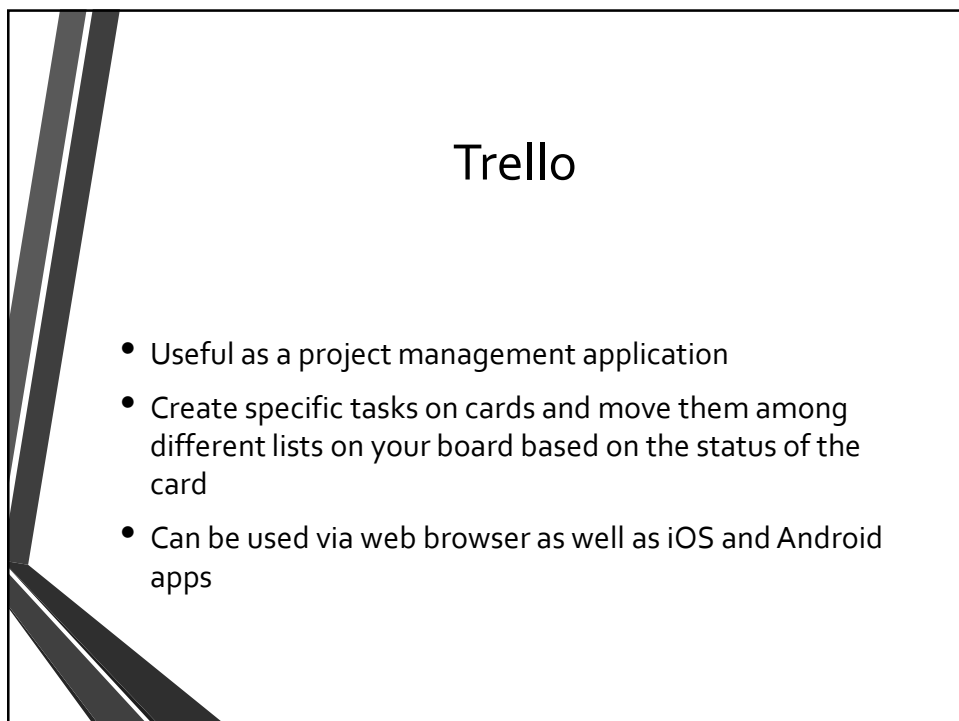 Trello
• Useful as a project management application
• Create specific tasks on cards and move them among
different lists on your board based on the status of the
card
• Can be used via web browser as well as iOS and Android
apps